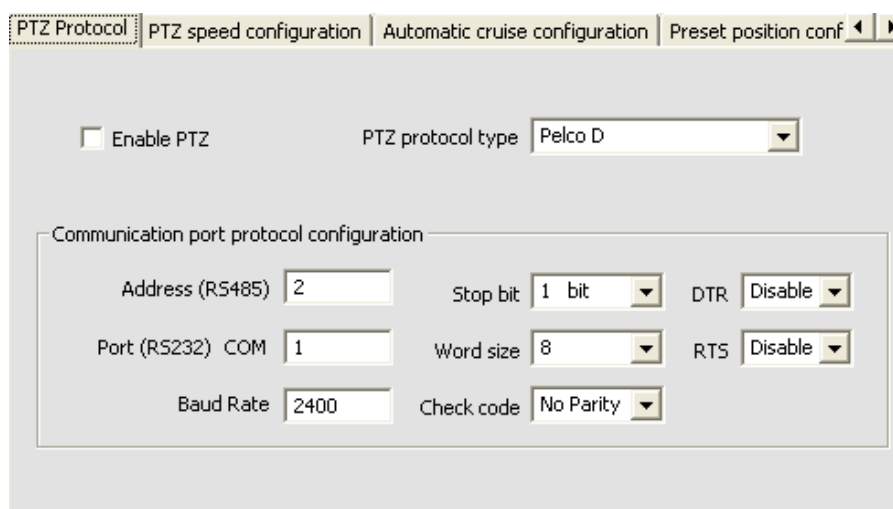 PTZ Protocol PTZ speed configuration Automatic cruise configuration Preset position conf
Enable PTZ PTZ protocol type Pelco D
Communication port protocol configuration
Address (RS485) 2 Stop bit 1 bit DTR Disable
Port (RS232) COM 1 Word size 8 RTS Disable
Baud Rate 2400 Check code No Parity